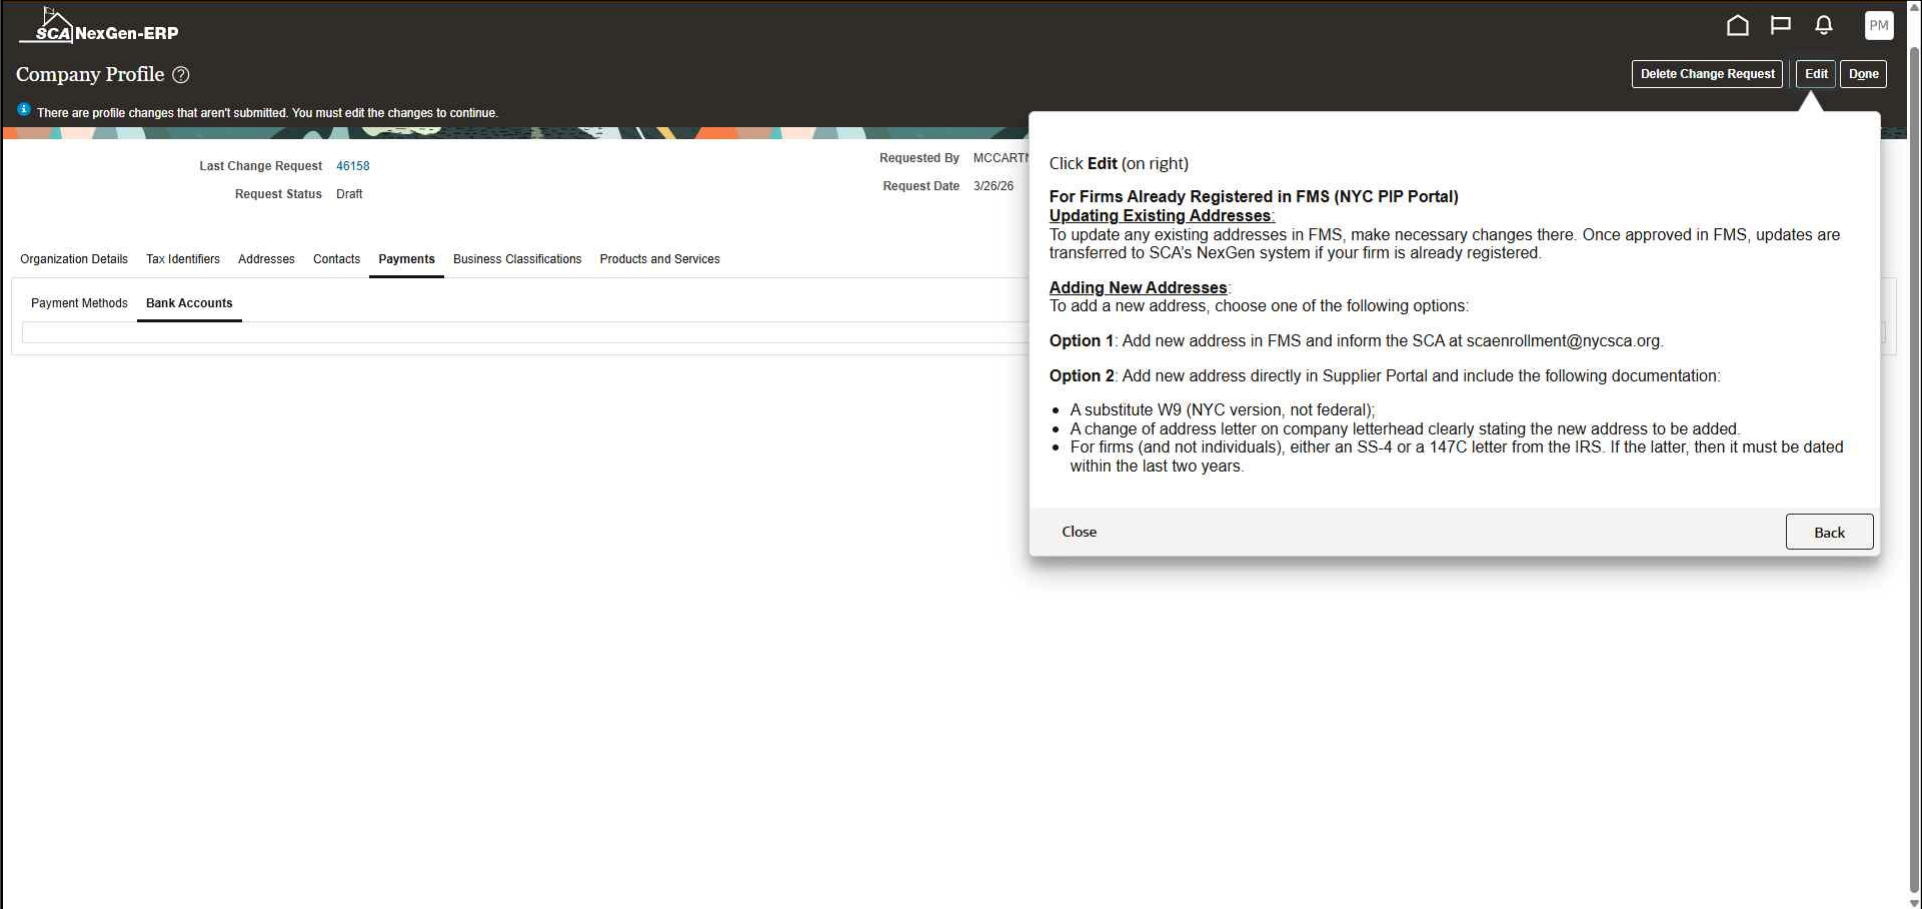 SCA NexGen-ERP
PM
Company Profile ?
Delete Change Request Edit Done
There are profile changes that aren't submitted. You must edit the changes to continue.
Last Change Request 46158
Request Status Draft
Requested By
Request Date 3/26/26
Organization Details Tax Identifiers Addresses Contacts Payments Business Classifications Products and Services
Payment Methods Bank Accounts
Click Edit (on right)
For Firms Already Registered in FMS (NYC PIP Portal)
Updating Existing Addresses:
To update any existing addresses in FMS, make necessary changes there. Once approved in FMS, updates are
transferred to SCA's NexGen system if your firm is already registered.
Adding New Addresses:
To add a new address, choose one of the following options:
Option 1: Add new address in FMS and inform the SCA at scaenrollment@nycsca.org.
Option 2: Add new address directly in Supplier Portal and include the following documentation:
• A substitute W9 (NYC version, not federal);
• A change of address letter on company letterhead clearly stating the new address to be added.
• For firms (and not individuals), either an SS-4 or a 147C letter from the IRS. If the latter, then it must be dated
within the last two years.
Close Back